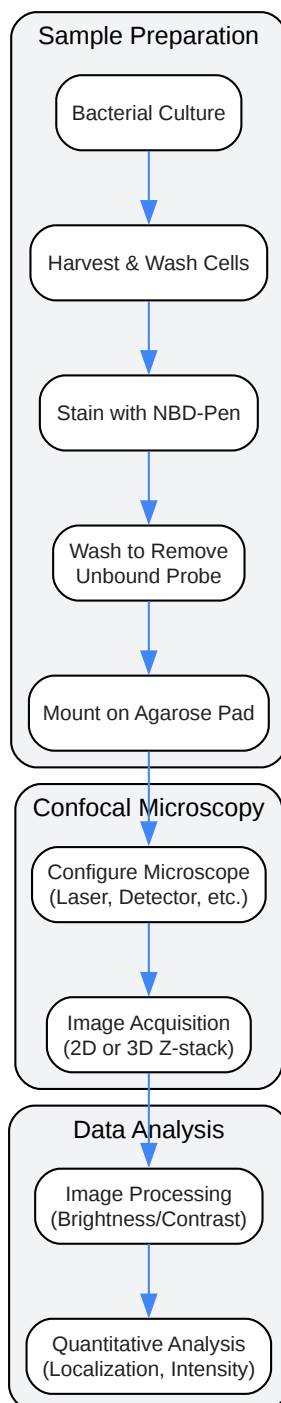 Sample Preparation
Bacterial Culture
Harvest & Wash Cells
Stain with NBD-Pen
Wash to Remove
Unbound Probe
Mount on Agarose Pad
Confocal Microscopy
Configure Microscope
(Laser, Detector, etc.)
Image Acquisition
(2D or 3D Z-stack)
Data Analysis
Image Processing
(Brightness/Contrast)
Quantitative Analysis
(Localization, Intensity)